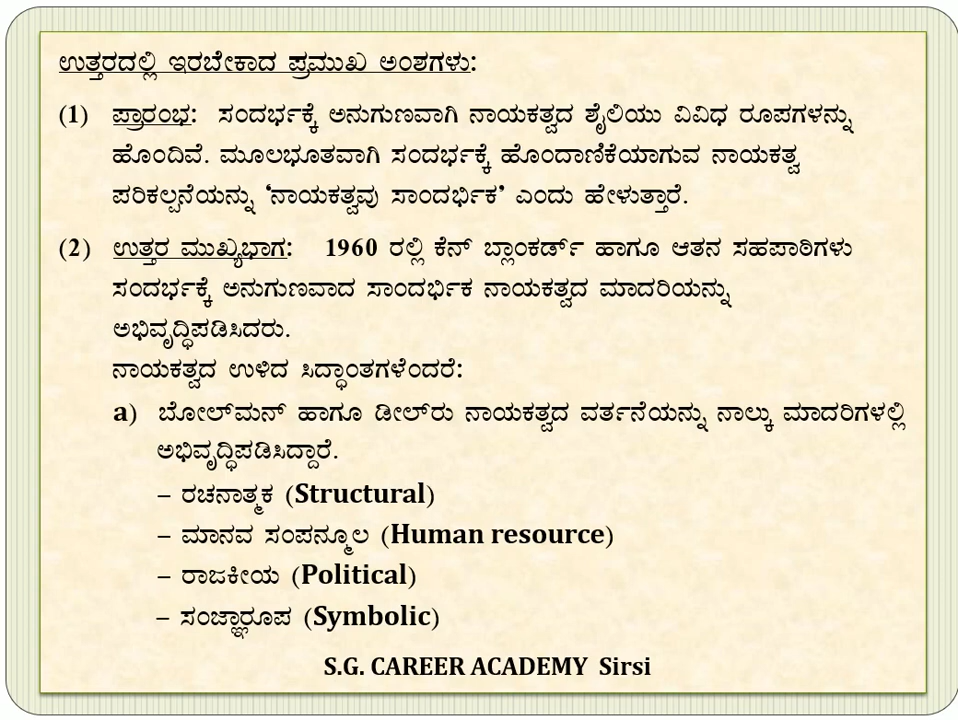 ಉತ್ತರದಲ್ಲಿ ಇರಬೇಕಾದ ಪ್ರಮುಖ ಅಂಶಗಳು:
(1) ಪ್ರಾರಂಭ: ಸಂದರ್ಭಕ್ಕೆ ಅನುಗುಣವಾಗಿ ನಾಯಕತ್ವದ ಶೈಲಿಯು ವಿವಿಧ ರೂಪಗಳನ್ನು
ಹೊಂದಿವೆ. ಮೂಲಭೂತವಾಗಿ ಸಂದರ್ಭಕ್ಕೆ ಹೊಂದಾಣಿಕೆಯಾಗುವ ನಾಯಕತ್ವ
ಪರಿಕಲ್ಪನೆಯನ್ನು ‘ನಾಯಕತ್ವವು ಸಾಂದರ್ಭಿಕ’ ಎಂದು ಹೇಳುತ್ತಾರೆ.
(2) ಉತ್ತರ ಮುಖ್ಯಭಾಗ: 1960 ರಲ್ಲಿ ಕೆನ್ ಬ್ಲಾಂಕರ್ಡ್ ಹಾಗೂ ಆತನ ಸಹಪಾಠಿಗಳು
ಸಂದರ್ಭಕ್ಕೆ ಅನುಗುಣವಾದ ಸಾಂದರ್ಭಿಕ ನಾಯಕತ್ವದ ಮಾದರಿಯನ್ನು
ಅಭಿವೃದ್ಧಿಪಡಿಸಿದರು.
ನಾಯಕತ್ವದ ಉಳಿದ ಸಿದ್ಧಾಂತಗಳೆಂದರೆ:
a) ಬೋಲ್‌ಮನ್ ಹಾಗೂ ಡೀಲ್‌ರು ನಾಯಕತ್ವದ ವರ್ತನೆಯನ್ನು ನಾಲ್ಕು ಮಾದರಿಗಳಲ್ಲಿ
ಅಭಿವೃದ್ಧಿಪಡಿಸಿದ್ದಾರೆ.
– ರಚನಾತ್ಮಕ (Structural)
– ಮಾನವ ಸಂಪನ್ಮೂಲ (Human resource)
– ರಾಜಕೀಯ (Political)
– ಸಂಜ್ಞಾರೂಪ (Symbolic)
S.G. CAREER ACADEMY Sirsi